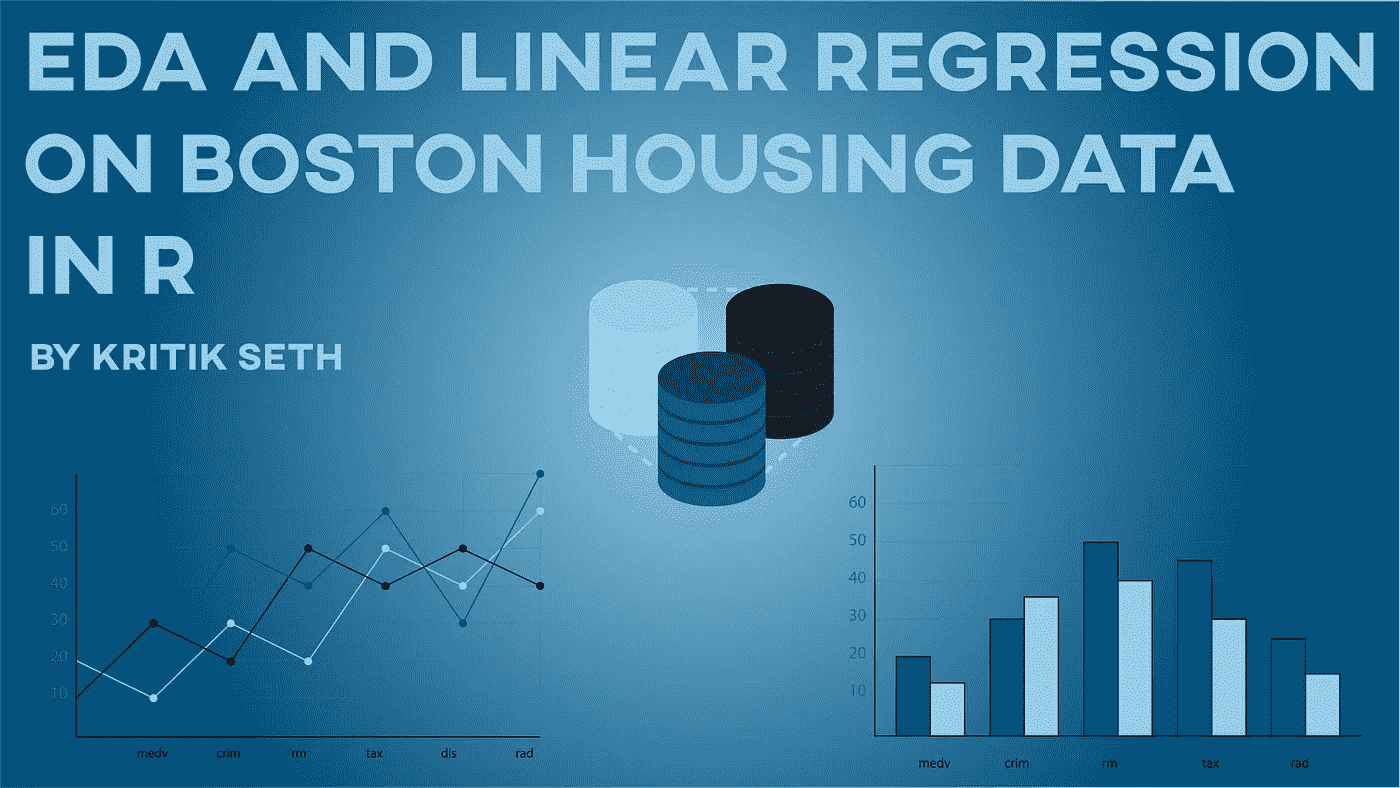 EDA AND LINEAR REGRESSION
ON BOSTON HOUSING DATA
IN R
BY KRITIK SETH
60
50
40
30
20
10
medv crim rm tax dis rad
60
50
40
30
20
10
medv crim rm tax rad